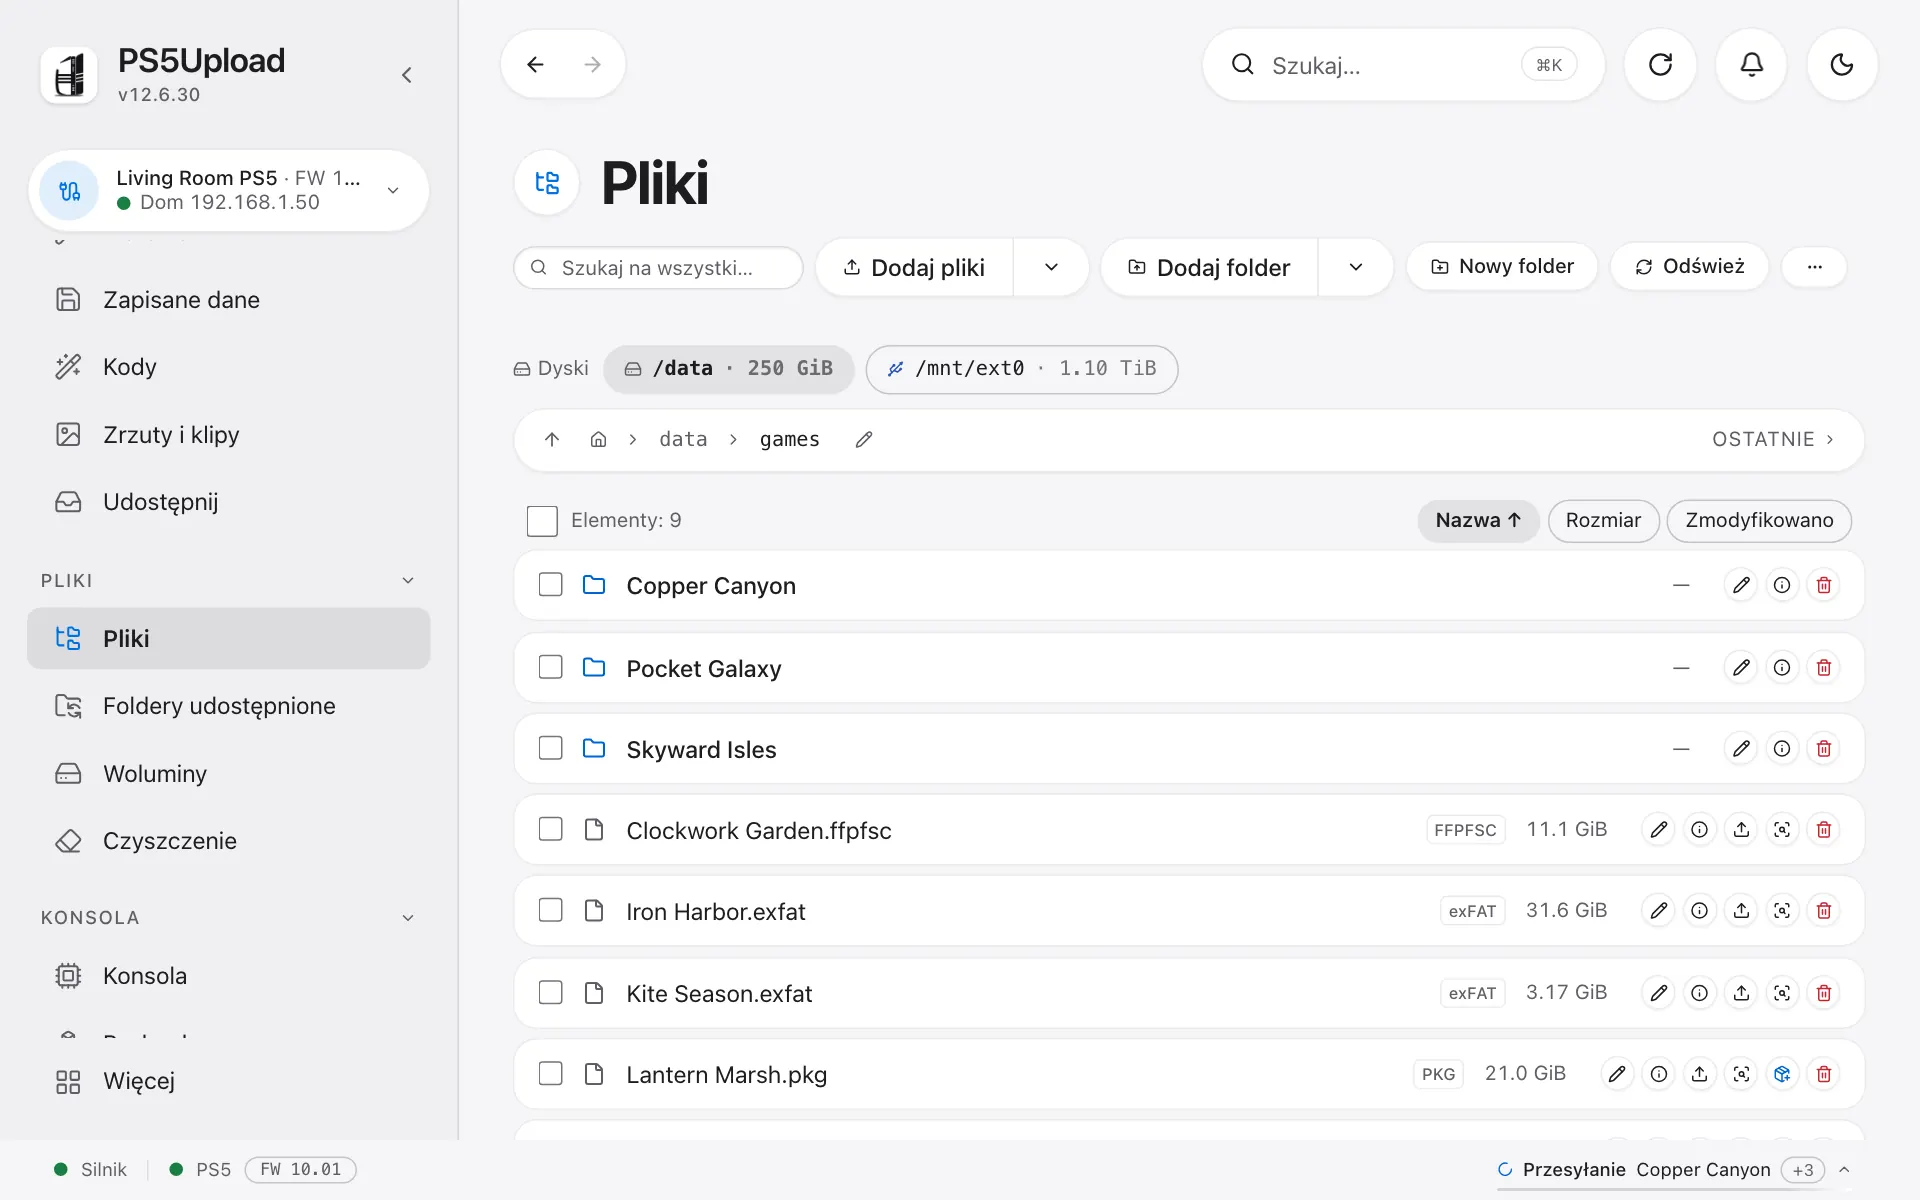 PS5Upload
v12.6.30
Living Room PS5 · FW 1...
Dom 192.168.1.50
Zapisane dane
Kody
Zrzuty i klipy
Udostępnij
PLIKI
Pliki
Foldery udostępnione
Woluminy
Czyszczenie
KONSOLA
Konsola
Więcej
Szukaj...
⌘K
Pliki
Szukaj na wszystki...
Dodaj pliki
Dodaj folder
Nowy folder
Odśwież
Dyski
/data · 250 GiB
/mnt/ext0 · 1.10 TiB
data
games
OSTATNIE
Elementy: 9
Nazwa ↑
Rozmiar
Zmodyfikowano
Copper Canyon —
Pocket Galaxy —
Skyward Isles —
Clockwork Garden.ffpfsc FFPFSC 11.1 GiB
Iron Harbor.exfat exFAT 31.6 GiB
Kite Season.exfat exFAT 3.17 GiB
Lantern Marsh.pkg PKG 21.0 GiB
Silnik
PS5
FW 10.01
Przesyłanie Copper Canyon +3